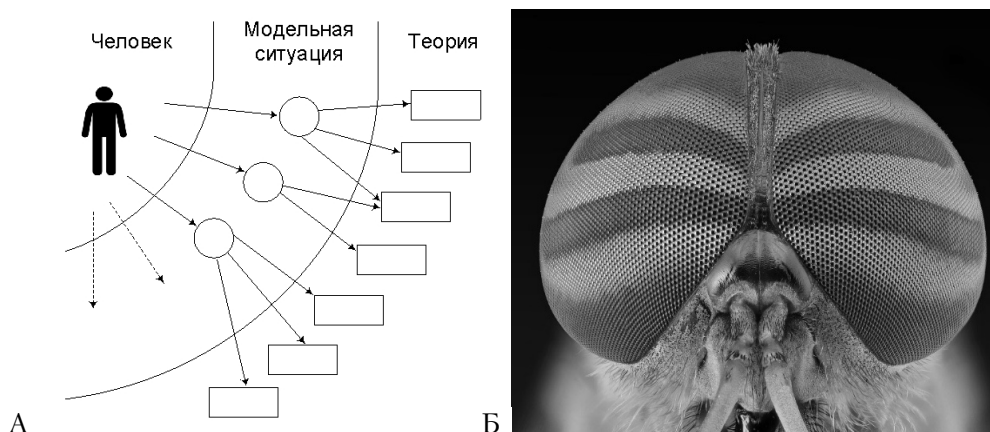 Человек
Модельная
ситуация
Теория
А
Б